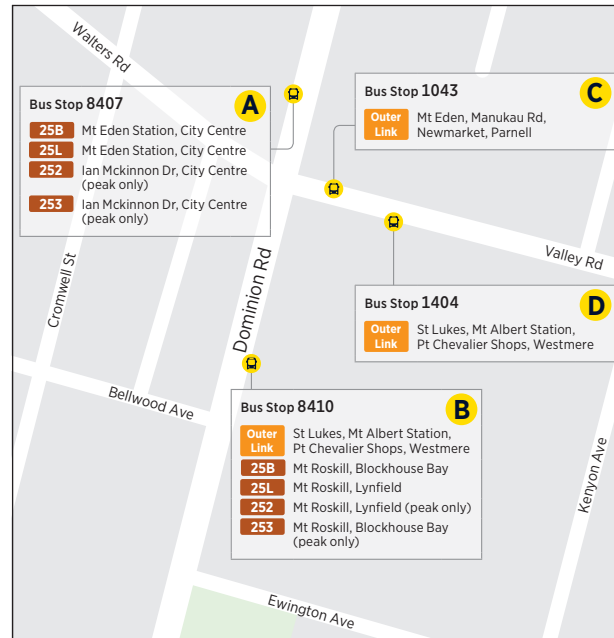 Walters Rd
Bus Stop 8407
A
25B Mt Eden Station, City Centre
25L Mt Eden Station, City Centre
252 Ian Mckinnon Dr, City Centre
(peak only)
253 Ian Mckinnon Dr, City Centre
(peak only)
Bus Stop 1043
C
Outer
Link
Mt Eden, Manukau Rd,
Newmarket, Parnell
Valley Rd
Cromwell St
Dominion Rd
Bus Stop 1404
D
Outer
Link
St Lukes, Mt Albert Station,
Pt Chevalier Shops, Westmere
Bellwood Ave
Bus Stop 8410
B
Outer
Link
St Lukes, Mt Albert Station,
Pt Chevalier Shops, Westmere
25B Mt Roskill, Blockhouse Bay
25L Mt Roskill, Lynfield
252 Mt Roskill, Lynfield (peak only)
253 Mt Roskill, Blockhouse Bay
(peak only)
Kenyon Ave
Ewington Ave